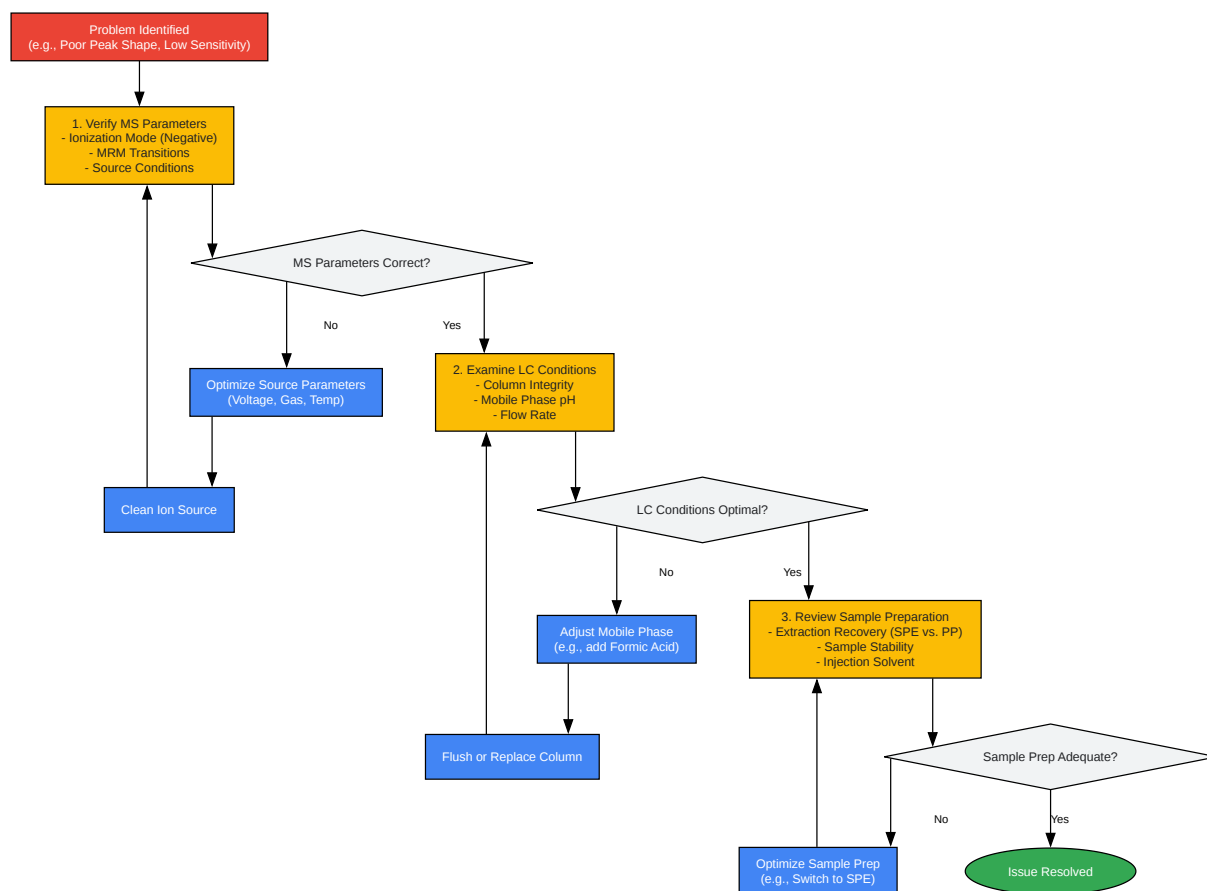 Problem Identified
(e.g., Poor Peak Shape, Low Sensitivity)
1. Verify MS Parameters
- Ionization Mode (Negative)
- MRM Transitions
- Source Conditions
MS Parameters Correct?
No
Yes
Optimize Source Parameters
(Voltage, Gas, Temp)
2. Examine LC Conditions
- Column Integrity
- Mobile Phase pH
- Flow Rate
Clean Ion Source
LC Conditions Optimal?
No
Yes
Adjust Mobile Phase
(e.g., add Formic Acid)
3. Review Sample Preparation
- Extraction Recovery (SPE vs. PP)
- Sample Stability
- Injection Solvent
Flush or Replace Column
Sample Prep Adequate?
No
Yes
Optimize Sample Prep
(e.g., Switch to SPE)
Issue Resolved